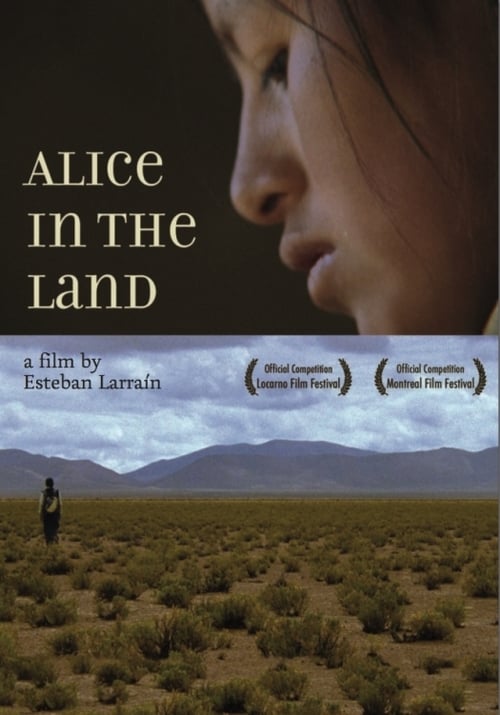 ALICE
IN THE
LAND
a film by
Esteban Larraín
Official Competition
Locarno Film Festival
Official Competition
Montreal Film Festival